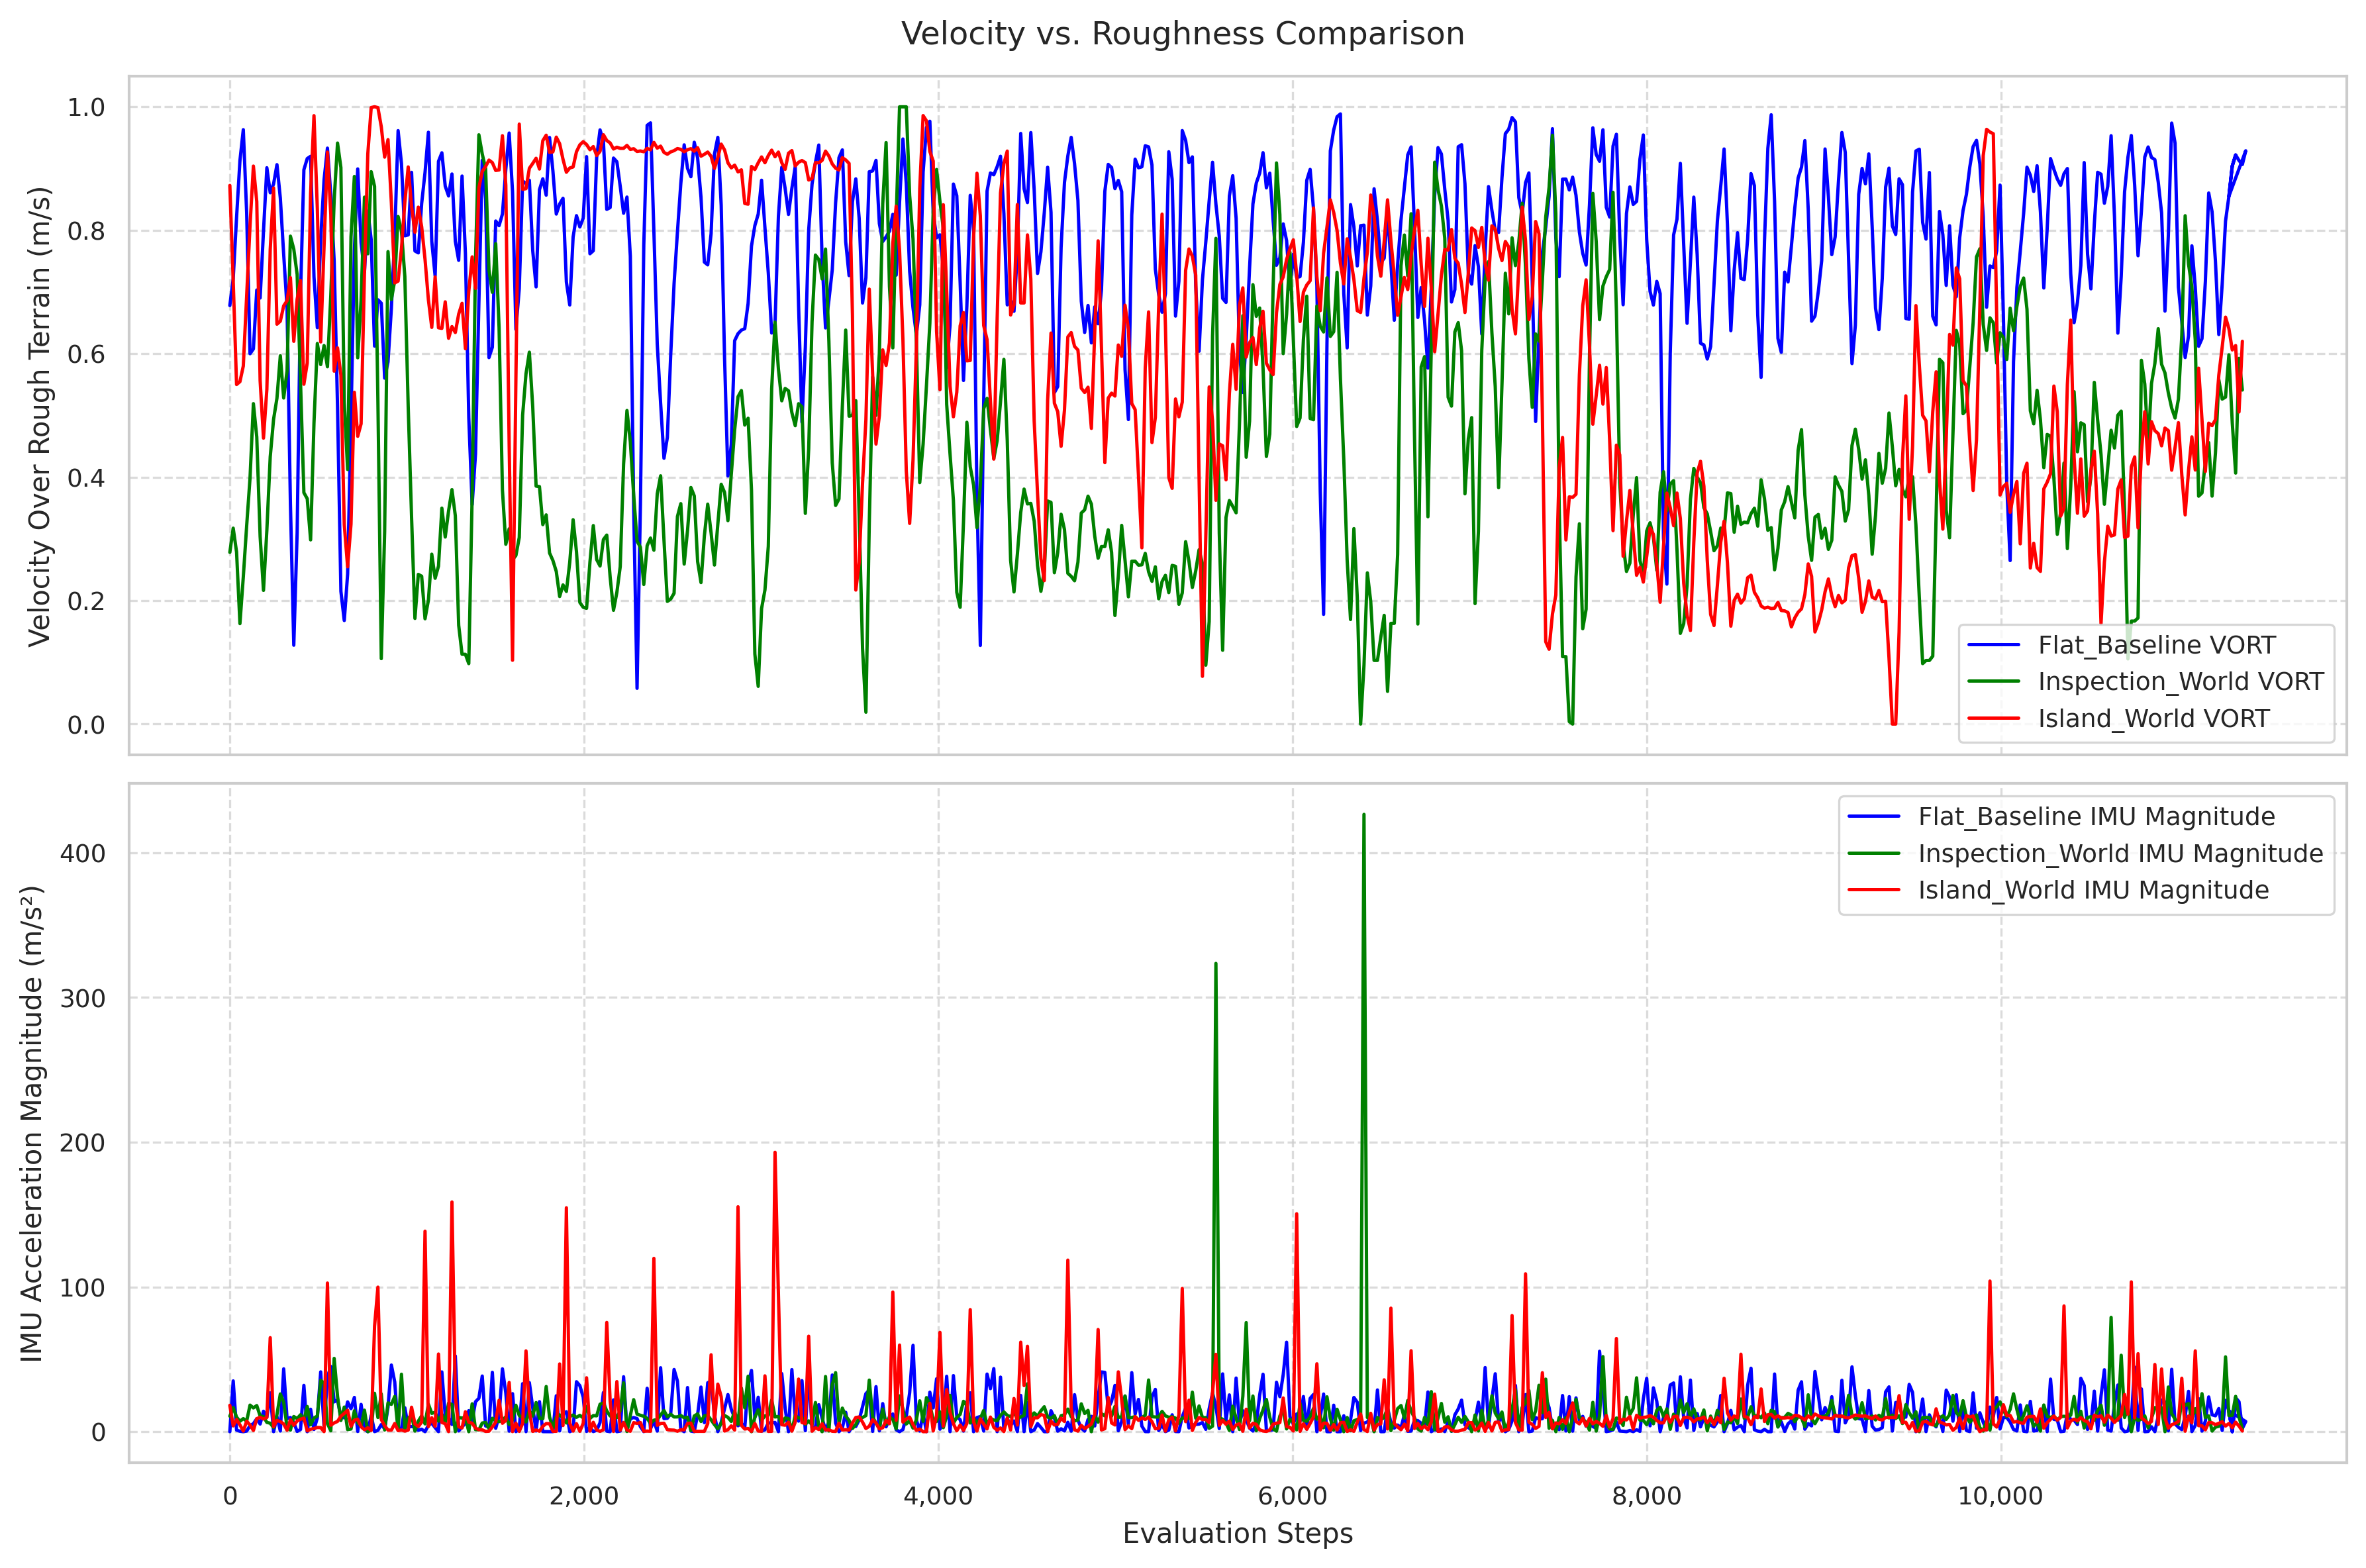 Velocity vs. Roughness Comparison
Velocity Over Rough Terrain (m/s)
1.0
0.8
0.6
0.4
0.2
0.0
Flat_Baseline VORT
Inspection_World VORT
Island_World VORT
IMU Acceleration Magnitude (m/s²)
400
300
200
100
0
Flat_Baseline IMU Magnitude
Inspection_World IMU Magnitude
Island_World IMU Magnitude
0 2,000 4,000 6,000 8,000 10,000
Evaluation Steps